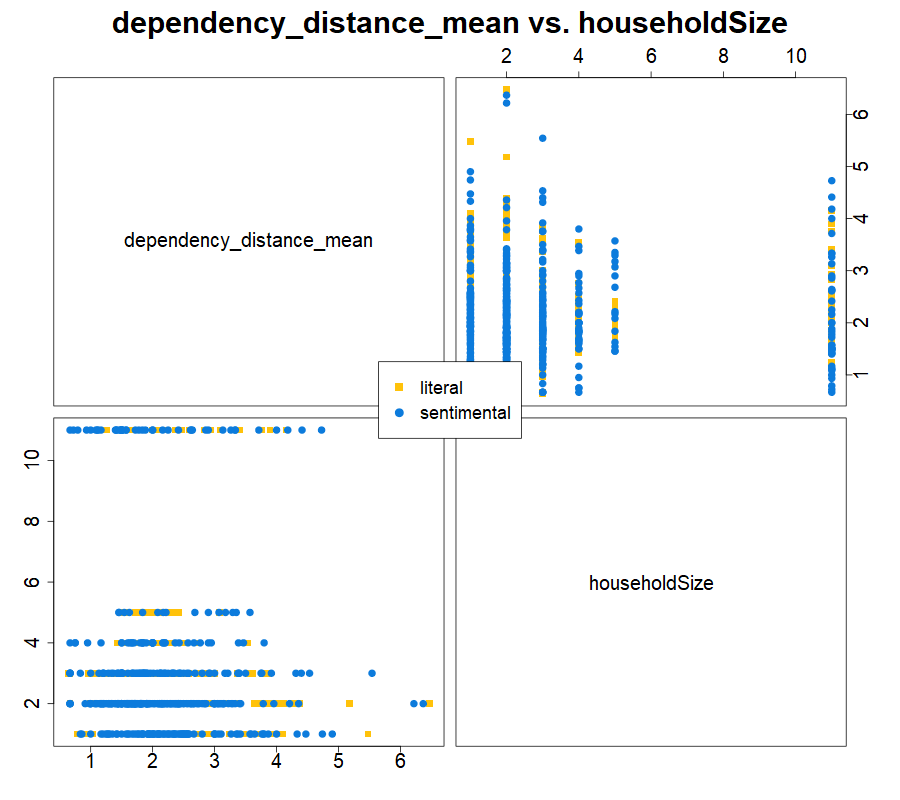 dependency_distance_mean vs. householdSize
2 4 6 8 10
dependency_distance_mean
6
5
4
3
2
1
literal
sentimental
10
8
6
4
2
householdSize
1 2 3 4 5 6